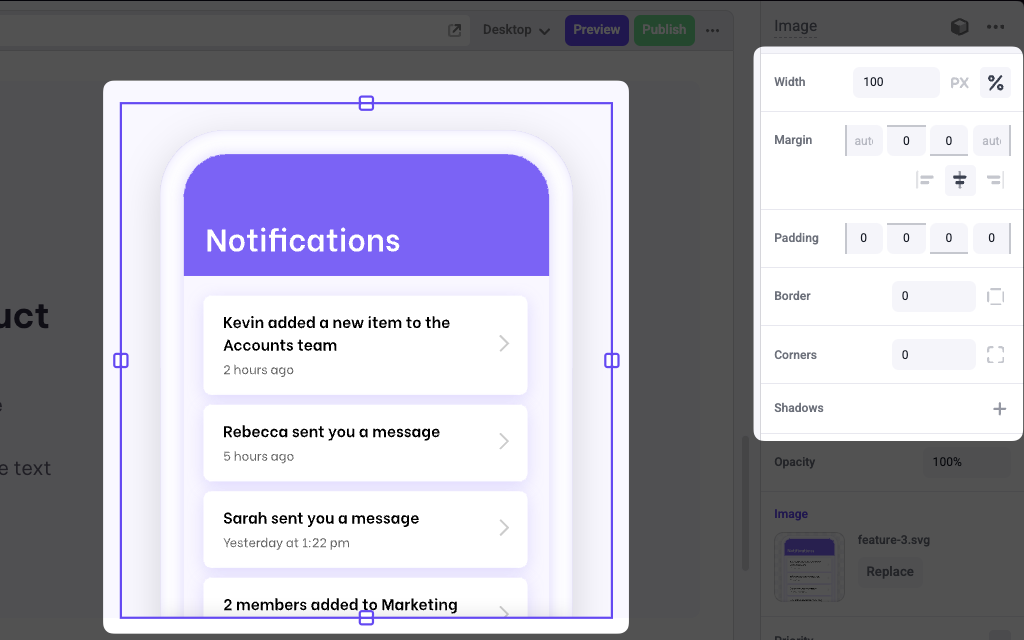 Desktop
Preview
Publish
Image
Width
100
PX
%
Margin
0
0
Padding
0
0
0
0
Border
0
Corners
0
Shadows
Opacity
100%
Image
feature-3.svg
Replace
Notifications
Kevin added a new item to the
Accounts team
2 hours ago
Rebecca sent you a message
5 hours ago
Sarah sent you a message
Yesterday at 1:22 pm
2 members added to Marketing
text